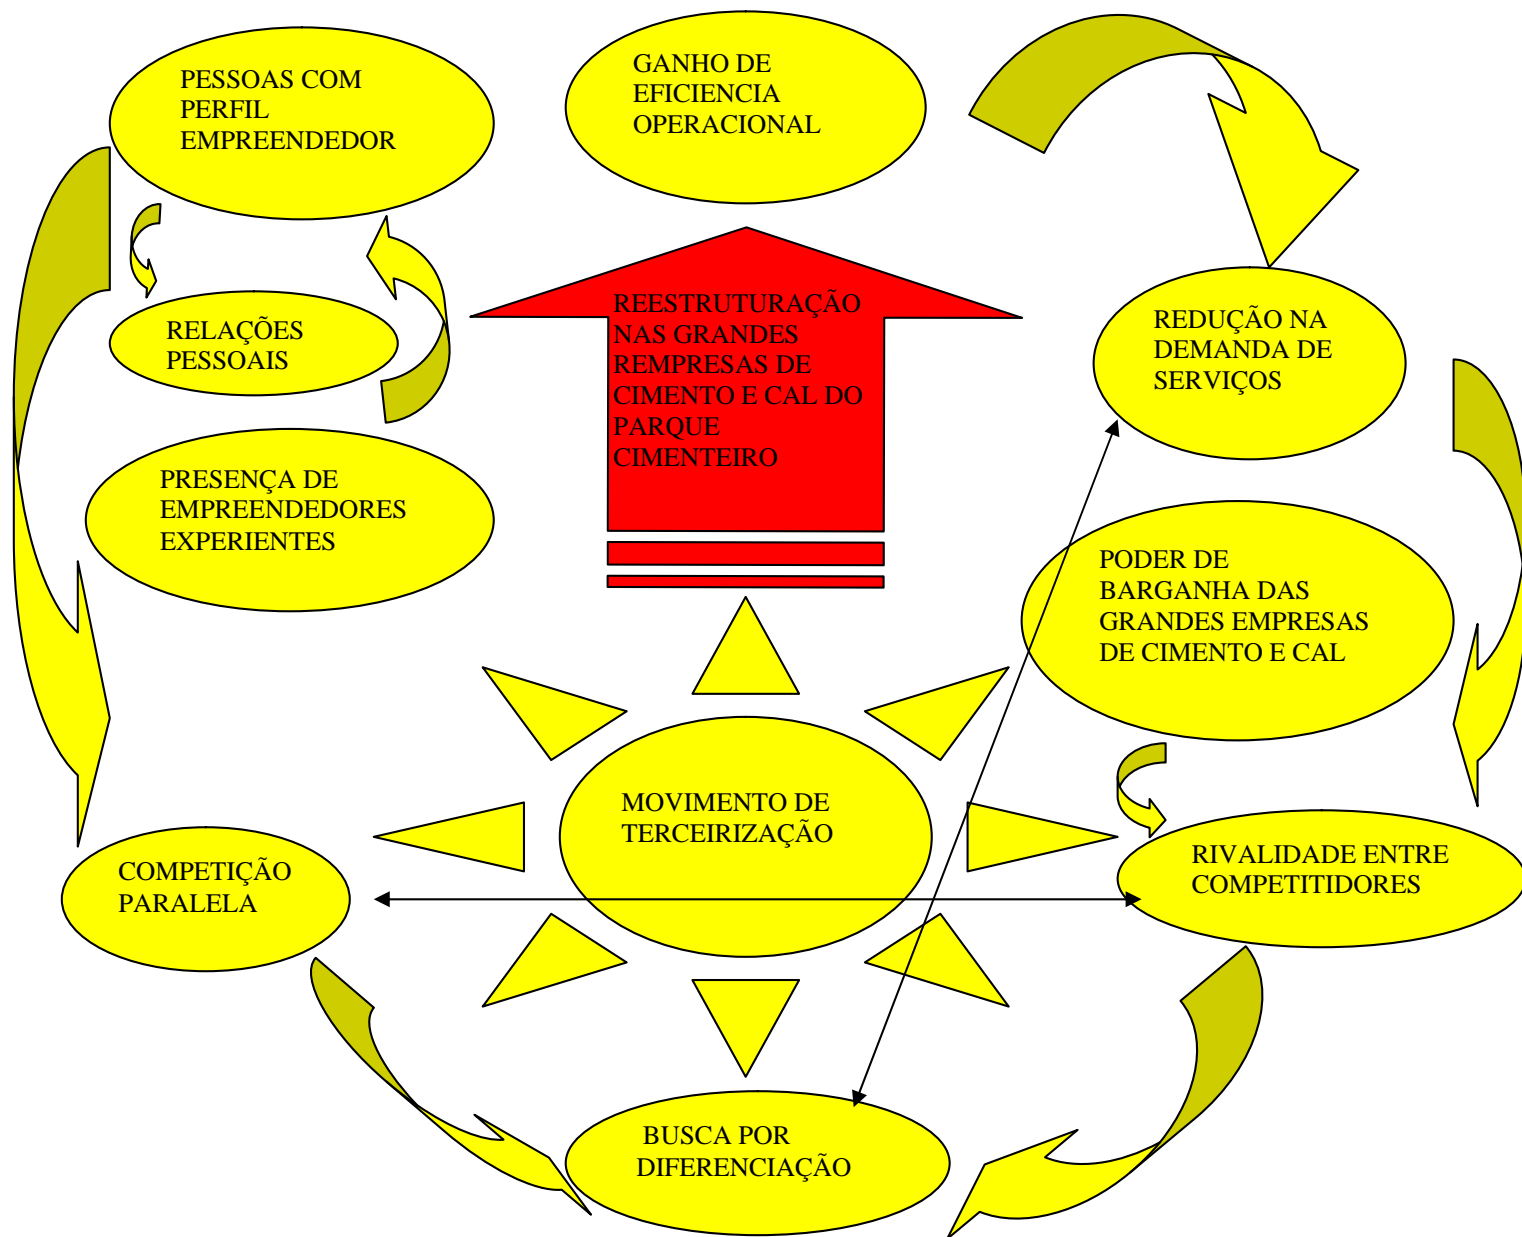 PESSOAS COM
PERFIL
EMPREENDEDOR
GANHO DE
EFICIENCIA
OPERACIONAL
RELAÇÕES
PESSOAIS
REESTRUTURAÇÃO
NAS GRANDES
REMPRESAS DE
CIMENTO E CAL DO
PARQUE
CIMENTEIRO
REDUÇÃO NA
DEMANDA DE
SERVIÇOS
PRESENÇA DE
EMPREENDEDORES
EXPERIENTES
PODER DE
BARGANHA DAS
GRANDES EMPRESAS
DE CIMENTO E CAL
MOVIMENTO DE
TERCEIRIZAÇÃO
COMPETIÇÃO
PARALELA
RIVALIDADE ENTRE
COMPETITIDORES
BUSCA POR
DIFERENCIAÇÃO